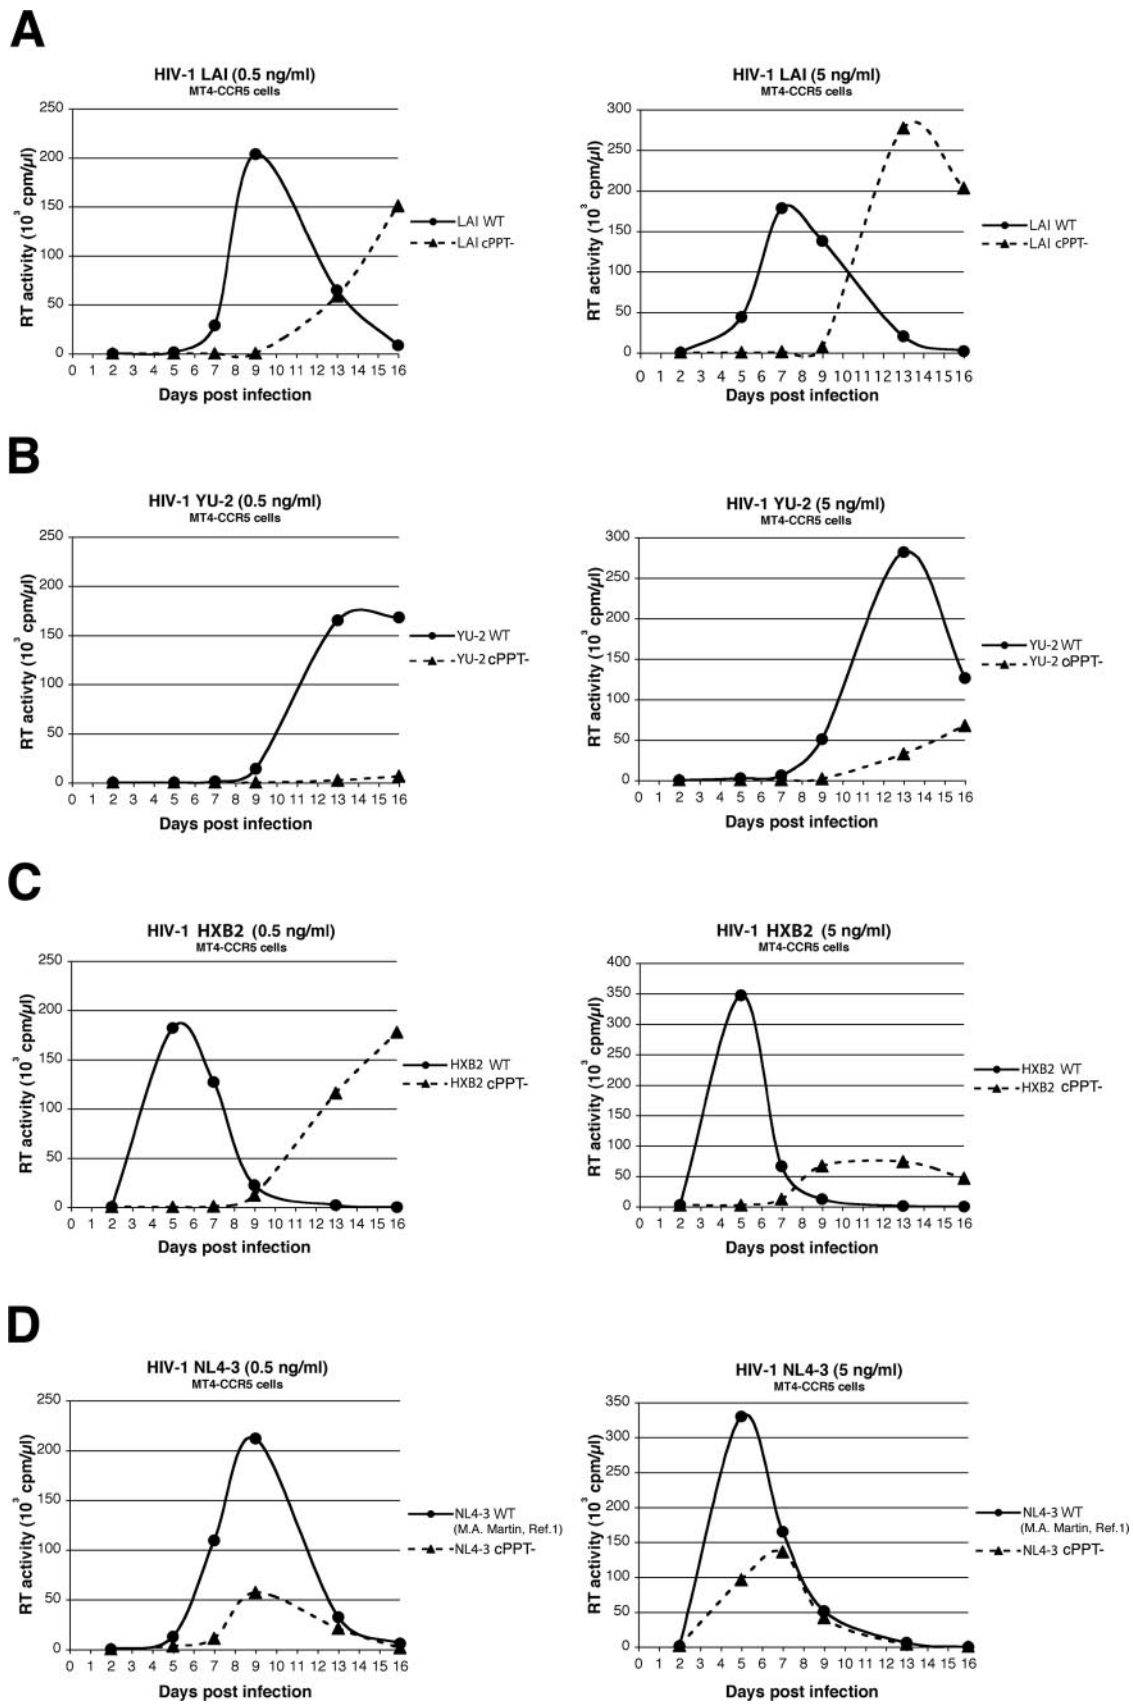 A
HIV-1 LAI (0.5 ng/ml)
MT4-CCR5 cells
RT activity (10³ cpm/µl)
250
200
150
100
50
0
0 1 2 3 4 5 6 7 8 9 10 11 12 13 14 15 16
Days post infection
LAI WT
LAI cPPT-
HIV-1 LAI (5 ng/ml)
MT4-CCR5 cells
RT activity (10³ cpm/µl)
300
250
200
150
100
50
0
0 1 2 3 4 5 6 7 8 9 10 11 12 13 14 15 16
Days post infection
LAI WT
LAI cPPT-
B
HIV-1 YU-2 (0.5 ng/ml)
MT4-CCR5 cells
RT activity (10³ cpm/µl)
250
200
150
100
50
0
0 1 2 3 4 5 6 7 8 9 10 11 12 13 14 15 16
Days post infection
YU-2 WT
YU-2 cPPT-
HIV-1 YU-2 (5 ng/ml)
MT4-CCR5 cells
RT activity (10³ cpm/µl)
300
250
200
150
100
50
0
0 1 2 3 4 5 6 7 8 9 10 11 12 13 14 15 16
Days post infection
YU-2 WT
YU-2 cPPT-
C
HIV-1 HXB2 (0.5 ng/ml)
MT4-CCR5 cells
RT activity (10³ cpm/µl)
250
200
150
100
50
0
0 1 2 3 4 5 6 7 8 9 10 11 12 13 14 15 16
Days post infection
HXB2 WT
HXB2 cPPT-
HIV-1 HXB2 (5 ng/ml)
MT4-CCR5 cells
RT activity (10³ cpm/µl)
400
350
300
250
200
150
100
50
0
0 1 2 3 4 5 6 7 8 9 10 11 12 13 14 15 16
Days post infection
HXB2 WT
HXB2 cPPT-
D
HIV-1 NL4-3 (0.5 ng/ml)
MT4-CCR5 cells
RT activity (10³ cpm/µl)
250
200
150
100
50
0
0 1 2 3 4 5 6 7 8 9 10 11 12 13 14 15 16
Days post infection
NL4-3 WT
(M.A. Martin, Ref.1)
NL4-3 cPPT-
HIV-1 NL4-3 (5 ng/ml)
MT4-CCR5 cells
RT activity (10³ cpm/µl)
350
300
250
200
150
100
50
0
0 1 2 3 4 5 6 7 8 9 10 11 12 13 14 15 16
Days post infection
NL4-3 WT
(M.A. Martin, Ref.1)
NL4-3 cPPT-